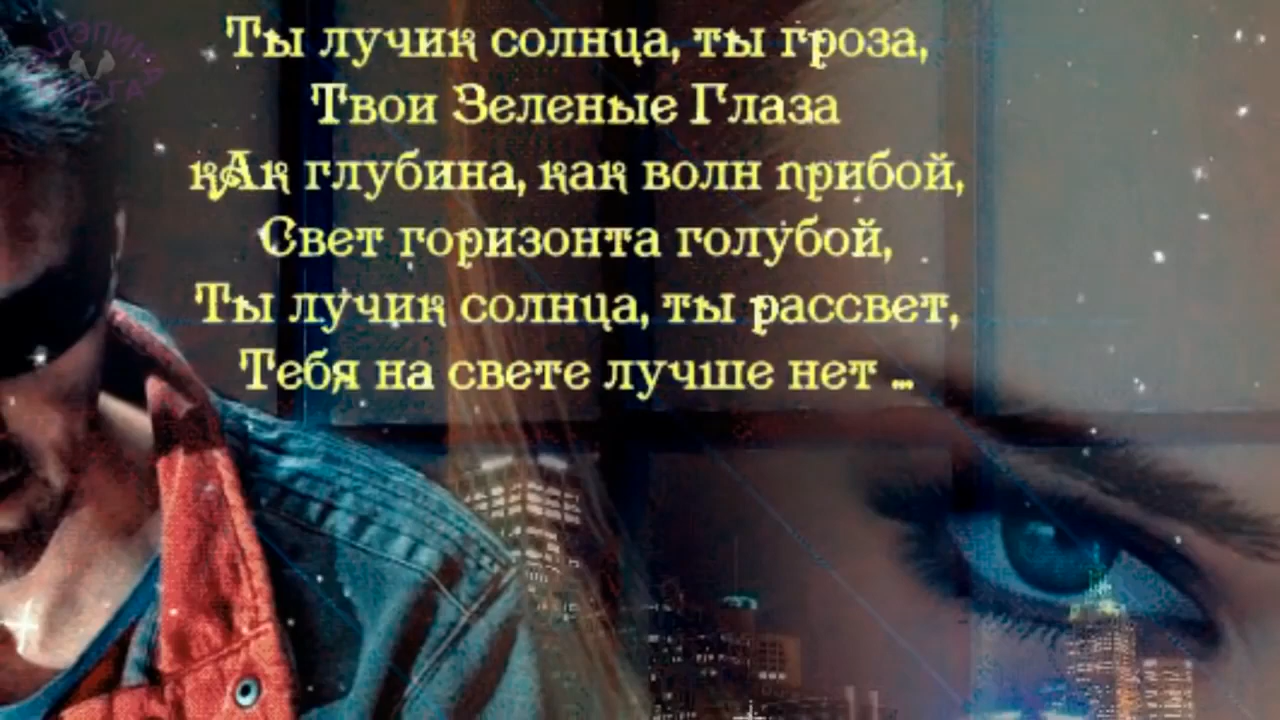 Ты лучик солнца, ты гроза,
Твои Зеленые Глаза
кАк глубина, как волн прибой,
Свет горизонта голубой,
Ты лучик солнца, ты рассвет,
Тебя на свете лучше нет ...